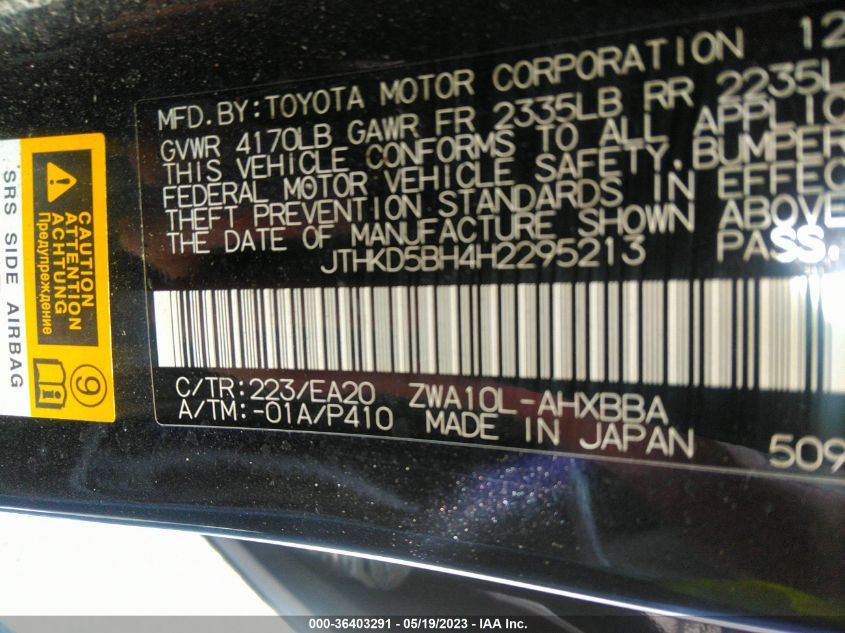 MFD.BY:TOYOTA MOTOR CORPORATION 12
GVWR 4170LB GAWR FR 2335LB RR 2235L
THIS VEHICLE CONFORMS TO ALL APPLIC
FEDERAL MOTOR VEHICLE SAFETY,BUMPER
THEFT PREVENTION STANDARDS IN EFFEC
THE DATE OF MANUFACTURE SHOWN ABOVE
JTHKD5BH4H2295213 PASS.
C/TR:223/EA20 ZWA10L-AHXBBA
A/TM:-01A/P410 MADE IN JAPAN 509
SRS SIDE AIRBAG
CAUTION
ATTENTION
ACHTUNG
Предупреждение
9
i
000-36403291 - 05/19/2023 - IAA Inc.